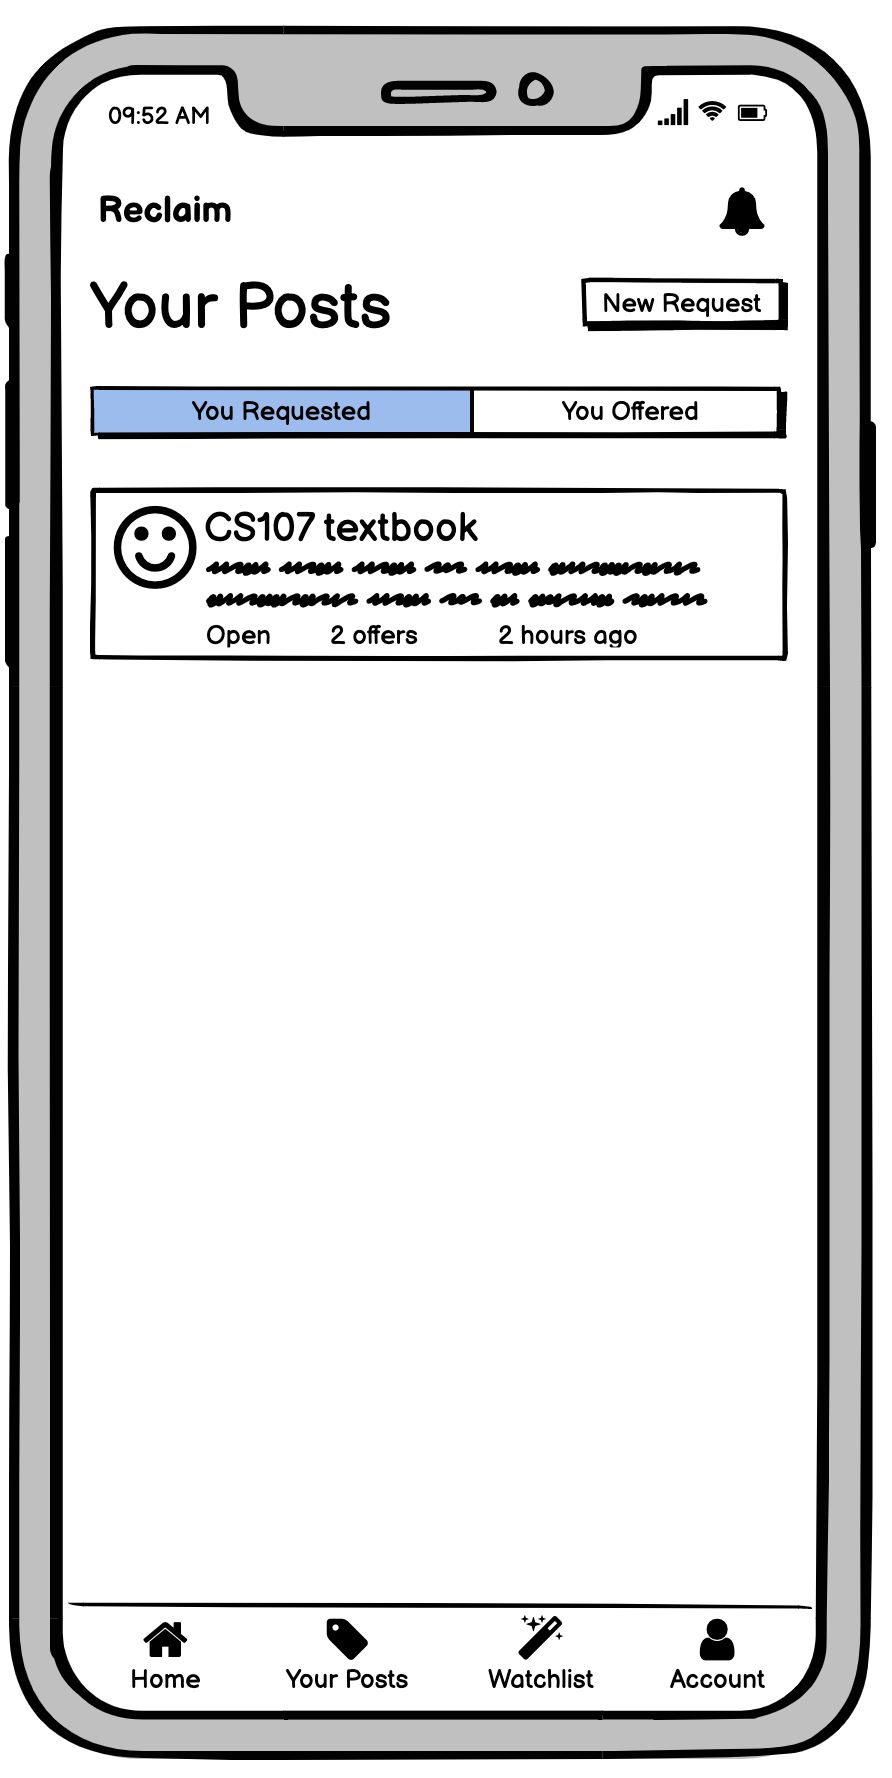 09:52 AM
Reclaim
Your Posts
New Request
You Requested
You Offered
CS107 textbook
Open 2 offers 2 hours ago
Home Your Posts Watchlist Account